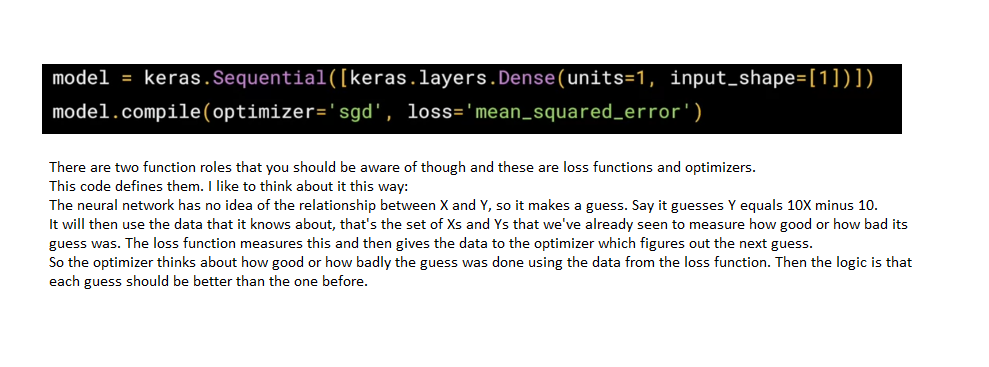 model = keras.Sequential([keras.layers.Dense(units=1, input_shape=[1])])
model.compile(optimizer='sgd', loss='mean_squared_error')
There are two function roles that you should be aware of though and these are loss functions and optimizers.
This code defines them. I like to think about it this way:
The neural network has no idea of the relationship between X and Y, so it makes a guess. Say it guesses Y equals 10X minus 10.
It will then use the data that it knows about, that's the set of Xs and Ys that we've already seen to measure how good or how bad its
guess was. The loss function measures this and then gives the data to the optimizer which figures out the next guess.
So the optimizer thinks about how good or how badly the guess was done using the data from the loss function. Then the logic is that
each guess should be better than the one before.